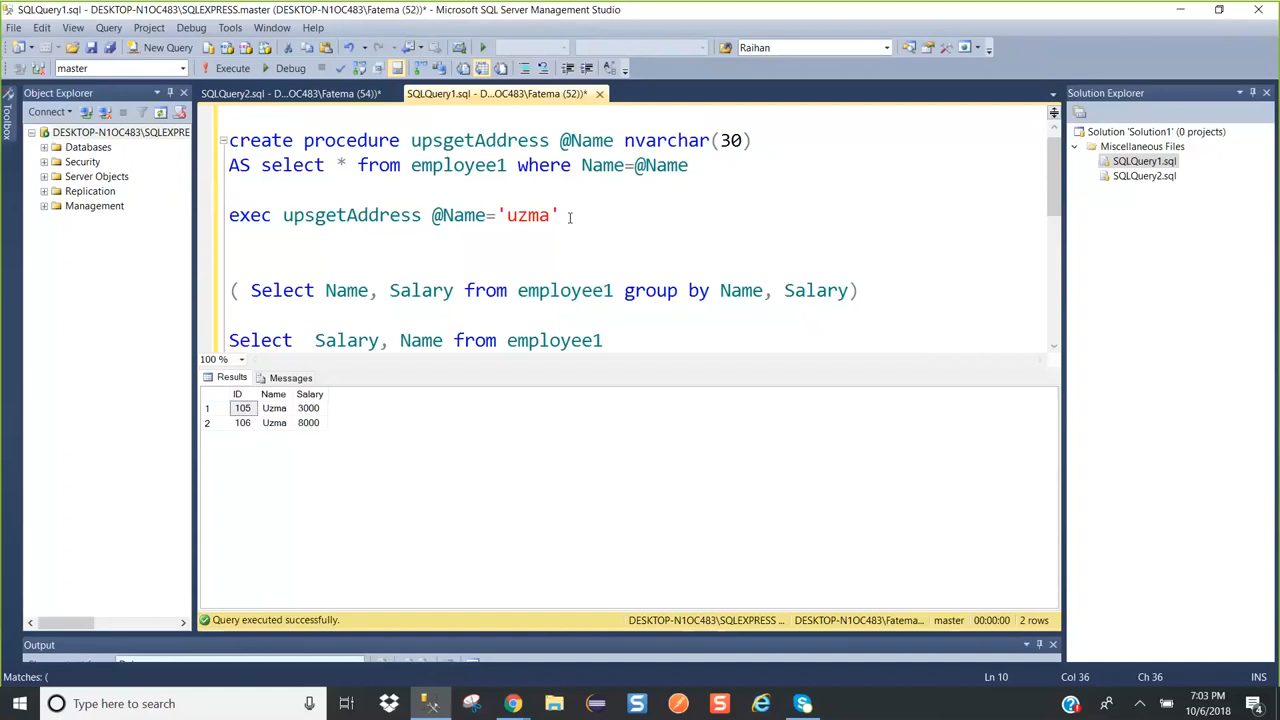 SQLQuery1.sql - DESKTOP-N1OC483\SQLEXPRESS.master (DESKTOP-N1OC483\Fatema (52))* - Microsoft SQL Server Management Studio
File Edit View Query Project Debug Tools Window Help
New Query Raihan
master Execute Debug
Toolbox
Object Explorer
SQLQuery2.sql - D...OC483\Fatema (54))* SQLQuery1.sql - D...OC483\Fatema (52))*
Solution Explorer
Connect
DESKTOP-N1OC483\SQLEXPRE
Databases
Security
Server Objects
Replication
Management
create procedure upsgetAddress @Name nvarchar(30)
AS select * from employee1 where Name=@Name
exec upsgetAddress @Name='uzma'
( Select Name, Salary from employee1 group by Name, Salary)
Select Salary, Name from employee1
Solution 'Solution1' (0 projects)
Miscellaneous Files
SQLQuery1.sql
SQLQuery2.sql
100 %
Results Messages
ID Name Salary
1 105 Uzma 3000
2 106 Uzma 8000
Query executed successfully. DESKTOP-N1OC483\SQLEXPRESS ... DESKTOP-N1OC483\Fatema... master 00:00:00 2 rows
Output
Matches: ( Ln 10 Col 36 Ch 36 INS
Type here to search
7:03 PM
10/6/2018
4